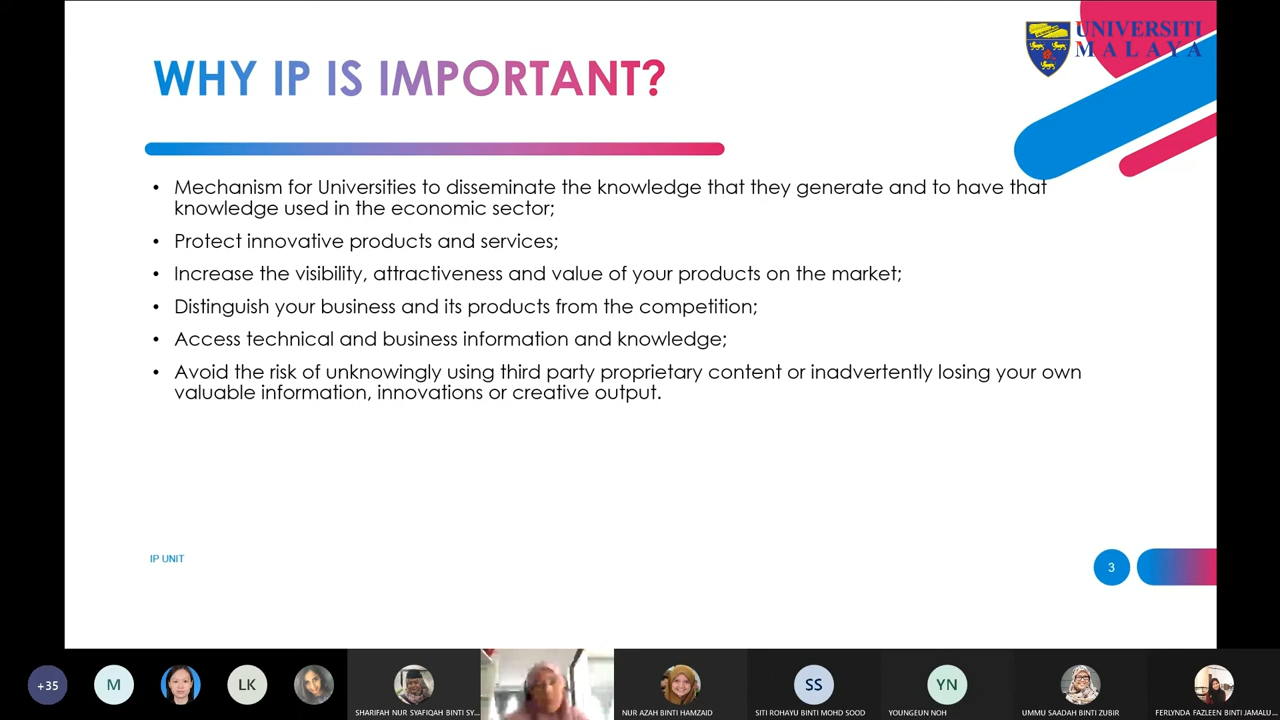 UNIVERSITI
MALAYA
WHY IP IS IMPORTANT?
• Mechanism for Universities to disseminate the knowledge that they generate and to have that
knowledge used in the economic sector;
• Protect innovative products and services;
• Increase the visibility, attractiveness and value of your products on the market;
• Distinguish your business and its products from the competition;
• Access technical and business information and knowledge;
• Avoid the risk of unknowingly using third party proprietary content or inadvertently losing your own
valuable information, innovations or creative output.
IP UNIT
3
+35
M
LK
SHARIFAH NUR SYAFIQAH BINTI SY...
NUR AZAH BINTI HAMZAID
SS
SITI ROHAYU BINTI MOHD SOOD
YN
YOUNGEUN NOH
UMMU SAADAH BINTI ZUBIR
FERLYNDA FAZLEEN BINTI JAMALU...